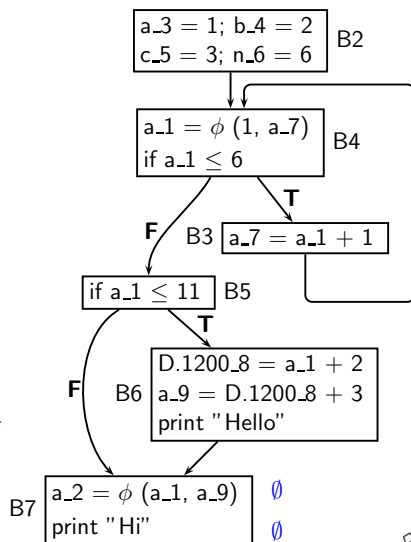 a_3 = 1; b_4 = 2
c_5 = 3; n_6 = 6
B2
a_1 = ϕ (1, a_7)
if a_1 ≤ 6
B4
F
T
B3
a_7 = a_1 + 1
if a_1 ≤ 11
B5
T
F
D.1200_8 = a_1 + 2
a_9 = D.1200_8 + 3
print "Hello"
B6
B7
a_2 = ϕ (a_1, a_9) ∅
print "Hi" ∅